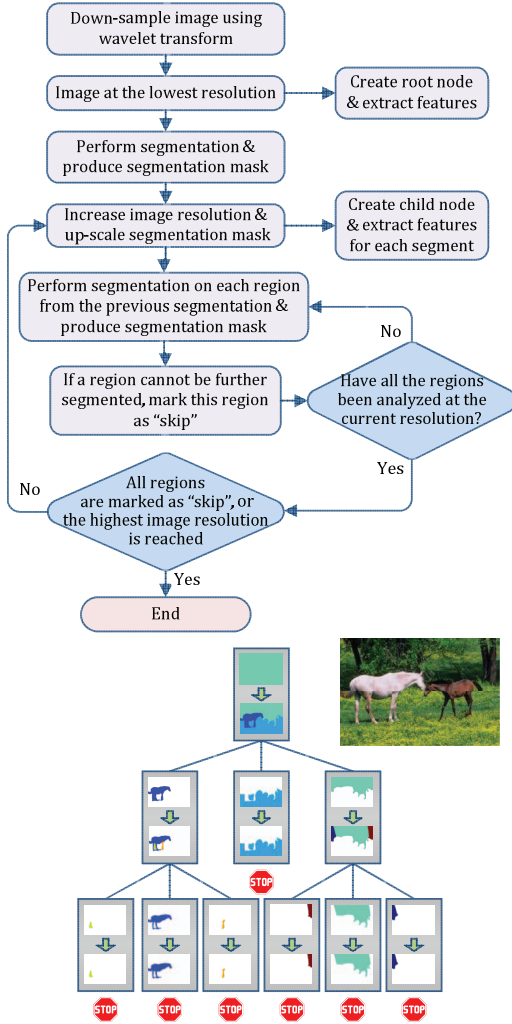 Down-sample image using
wavelet transform
Image at the lowest resolution
Create root node
& extract features
Perform segmentation &
produce segmentation mask
Increase image resolution &
up-scale segmentation mask
Create child node
& extract features
for each segment
Perform segmentation on each region
from the previous segmentation &
produce segmentation mask
No
If a region cannot be further
segmented, mark this region
as “skip”
Have all the regions
been analyzed at the
current resolution?
Yes
No
All regions
are marked as “skip”, or
the highest image resolution
is reached
Yes
End
STOP
STOP
STOP
STOP
STOP
STOP
STOP